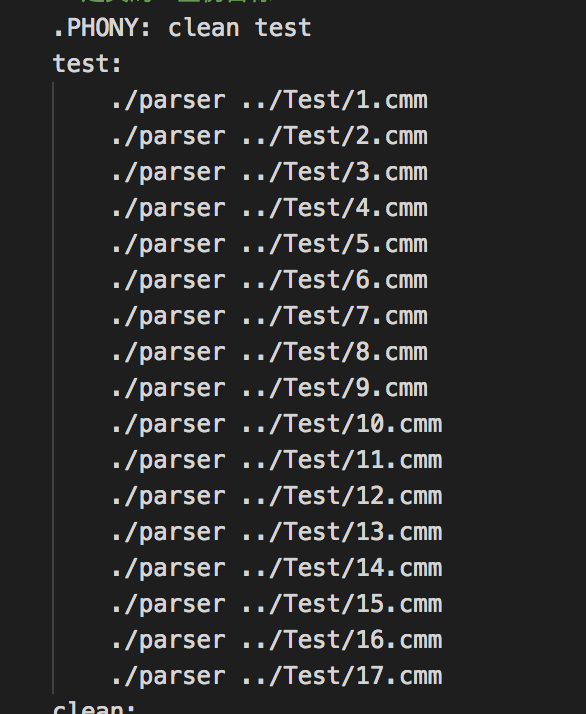 .PHONY: clean test
test:
./parser ../Test/1.cmm
./parser ../Test/2.cmm
./parser ../Test/3.cmm
./parser ../Test/4.cmm
./parser ../Test/5.cmm
./parser ../Test/6.cmm
./parser ../Test/7.cmm
./parser ../Test/8.cmm
./parser ../Test/9.cmm
./parser ../Test/10.cmm
./parser ../Test/11.cmm
./parser ../Test/12.cmm
./parser ../Test/13.cmm
./parser ../Test/14.cmm
./parser ../Test/15.cmm
./parser ../Test/16.cmm
./parser ../Test/17.cmm
clean: